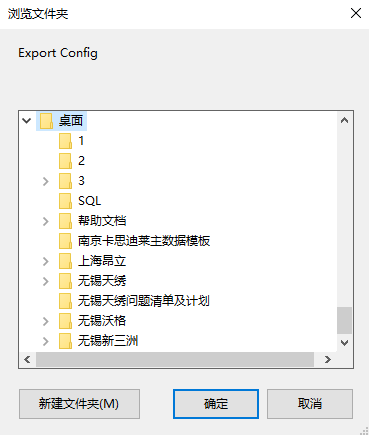 浏览文件夹
Export Config
桌面
1
2
3
SQL
帮助文档
南京卡思迪莱主数据模板
上海昂立
无锡天绣
无锡天绣问题清单及计划
无锡沃格
无锡新三洲
新建文件夹(M)
确定
取消